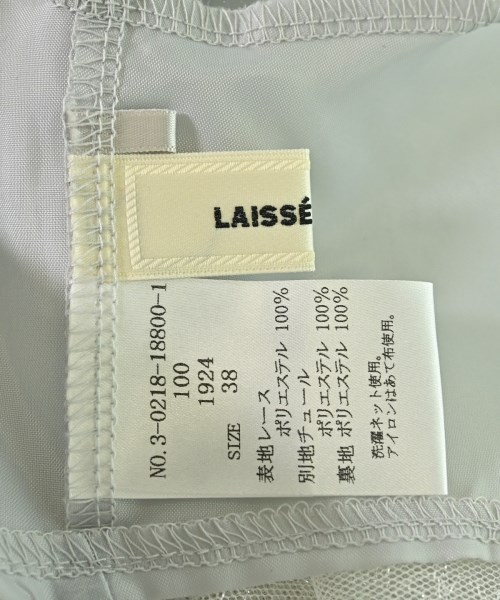 LAISSÉ
NO.3-0218-18800-1
100
1924
SIZE 38
表地レース
ポリエステル 100%
別地チュール
ポリエステル 100%
裏地 ポリエステル 100%
洗濯ネット使用。
アイロンはあて布使用。